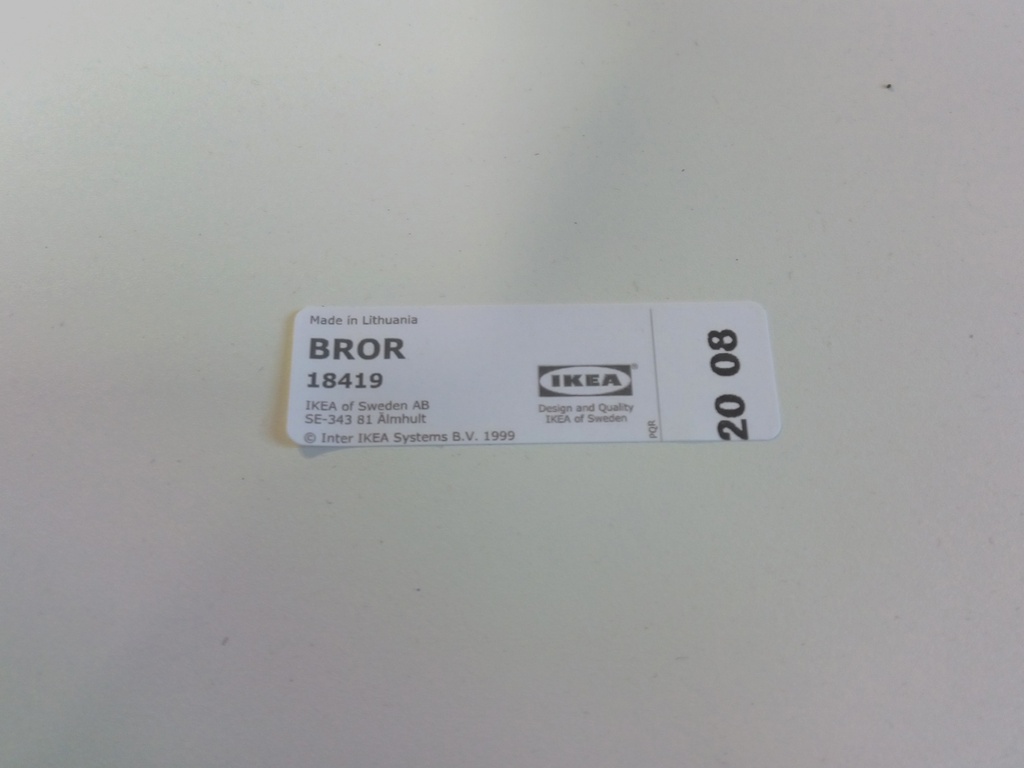 Made in Lithuania
BROR
18419
IKEA of Sweden AB
SE-343 81 Älmhult
© Inter IKEA Systems B.V. 1999
IKEA®
Design and Quality
IKEA of Sweden
PQR
20 08